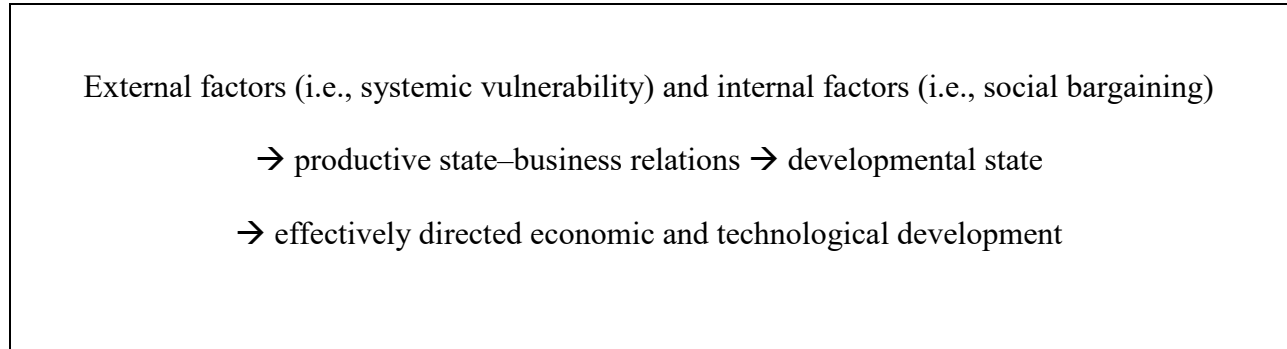 External factors (i.e., systemic vulnerability) and internal factors (i.e., social bargaining)
→ productive state–business relations → developmental state
→ effectively directed economic and technological development